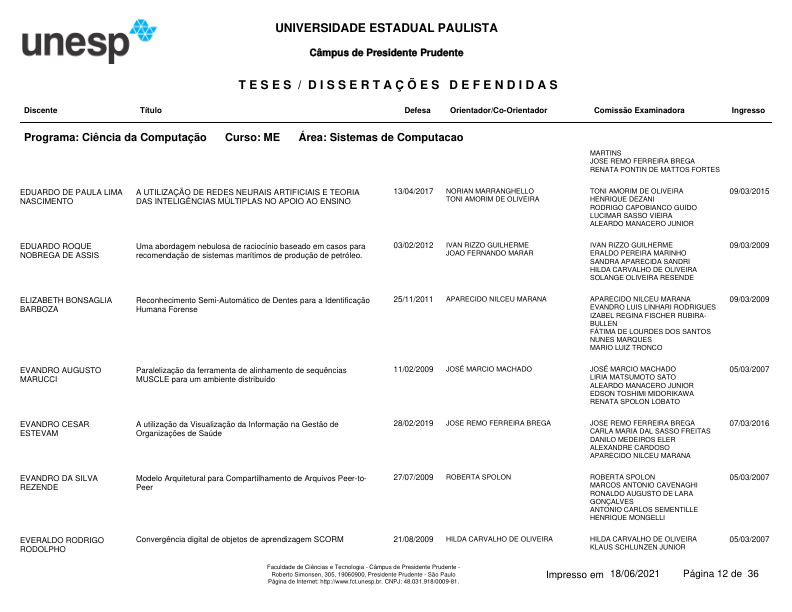 unesp
UNIVERSIDADE ESTADUAL PAULISTA
Câmpus de Presidente Prudente
TESES / DISSERTAÇÕES DEFENDIDAS
Discente Título Defesa Orientador/Co-Orientador Comissão Examinadora Ingresso
Programa: Ciência da Computação Curso: ME Área: Sistemas de Computacao
MARTINS
JOSE REMO FERREIRA BREGA
RENATA PONTIN DE MATTOS FORTES
EDUARDO DE PAULA LIMA
NASCIMENTO
A UTILIZAÇÃO DE REDES NEURAIS ARTIFICIAIS E TEORIA
DAS INTELIGÊNCIAS MÚLTIPLAS NO APOIO AO ENSINO
13/04/2017
NORIAN MARRANGHELLO
TONI AMORIM DE OLIVEIRA
TONI AMORIM DE OLIVEIRA
HENRIQUE DEZANI
RODRIGO CAPOBIANCO GUIDO
LUCIMAR SASSO VIEIRA
ALEARDO MANACERO JUNIOR
09/03/2015
EDUARDO ROQUE
NOBREGA DE ASSIS
Uma abordagem nebulosa de raciocínio baseado em casos para
recomendação de sistemas marítimos de produção de petróleo.
03/02/2012
IVAN RIZZO GUILHERME
JOAO FERNANDO MARAR
IVAN RIZZO GUILHERME
ERALDO PEREIRA MARINHO
SANDRA APARECIDA SANDRI
HILDA CARVALHO DE OLIVEIRA
SOLANGE OLIVEIRA RESENDE
09/03/2009
ELIZABETH BONSAGLIA
BARBOZA
Reconhecimento Semi-Automático de Dentes para a Identificação
Humana Forense
25/11/2011
APARECIDO NILCEU MARANA
APARECIDO NILCEU MARANA
EVANDRO LUIS LINHARI RODRIGUES
IZABEL REGINA FISCHER RUBIRA-
BULLEN
FÁTIMA DE LOURDES DOS SANTOS
NUNES MARQUES
MARIO LUIZ TRONCO
09/03/2009
EVANDRO AUGUSTO
MARUCCI
Paralelização da ferramenta de alinhamento de sequências
MUSCLE para um ambiente distribuído
11/02/2009
JOSÉ MARCIO MACHADO
JOSÉ MARCIO MACHADO
LIRIA MATSUMOTO SATO
ALEARDO MANACERO JUNIOR
EDSON TOSHIMI MIDORIKAWA
RENATA SPOLON LOBATO
05/03/2007
EVANDRO CESAR
ESTEVAM
A utilização da Visualização da Informação na Gestão de
Organizações de Saúde
28/02/2019
JOSE REMO FERREIRA BREGA
JOSE REMO FERREIRA BREGA
CARLA MARIA DAL SASSO FREITAS
DANILO MEDEIROS ELER
ALEXANDRE CARDOSO
APARECIDO NILCEU MARANA
07/03/2016
EVANDRO DA SILVA
REZENDE
Modelo Arquitetural para Compartilhamento de Arquivos Peer-to-
Peer
27/07/2009
ROBERTA SPOLON
ROBERTA SPOLON
MARCOS ANTONIO CAVENAGHI
RONALDO AUGUSTO DE LARA
GONÇALVES
ANTONIO CARLOS SEMENTILLE
HENRIQUE MONGELLI
05/03/2007
EVERALDO RODRIGO
RODOLPHO
Convergência digital de objetos de aprendizagem SCORM
21/08/2009
HILDA CARVALHO DE OLIVEIRA
HILDA CARVALHO DE OLIVEIRA
KLAUS SCHLUNZEN JUNIOR
05/03/2007
Faculdade de Ciências e Tecnologia - Câmpus de Presidente Prudente -
Roberto Simonsen, 305, 19060900, Presidente Prudente - São Paulo
Página de Internet: http://www.fct.unesp.br. CNPJ: 48.031.918/0009-81.
Impresso em 18/06/2021 Página 12 de 36